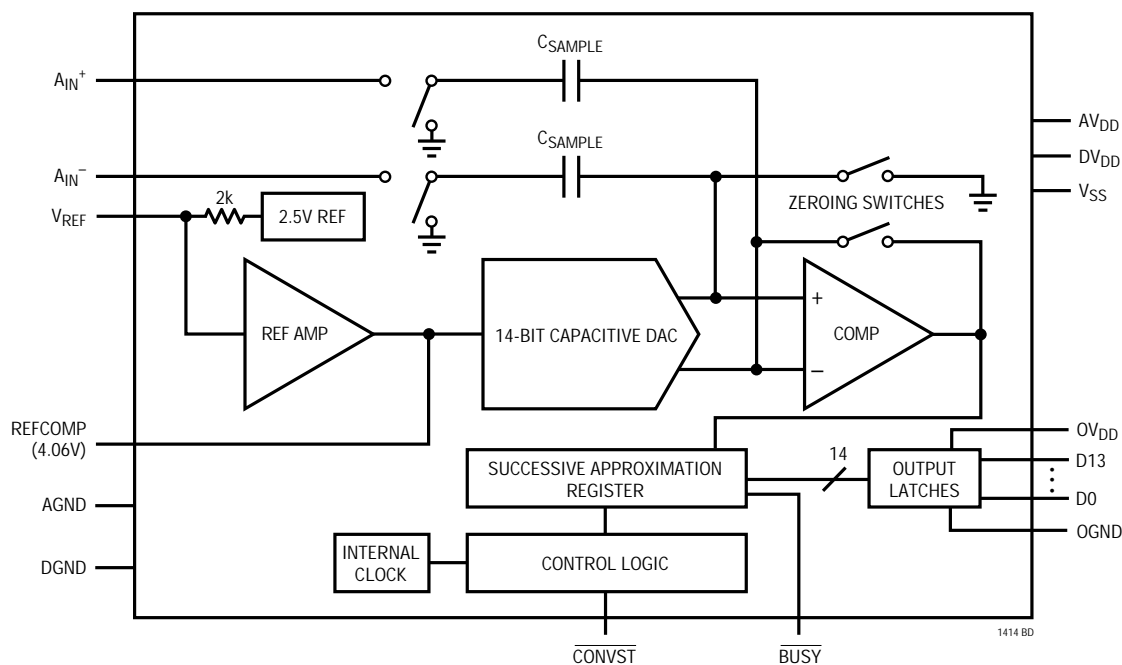 CSAMPLE
AIN+
AVDD
CSAMPLE
DVDD
AIN−
2k
VSS
ZEROING SWITCHES
VREF
2.5V REF
+
REF AMP
14-BIT CAPACITIVE DAC
COMP
−
REFCOMP
(4.06V)
OVDD
14
D13
SUCCESSIVE APPROXIMATION
REGISTER
OUTPUT
LATCHES
D0
AGND
OGND
INTERNAL
CLOCK
CONTROL LOGIC
DGND
1414 BD
CONVST
BUSY